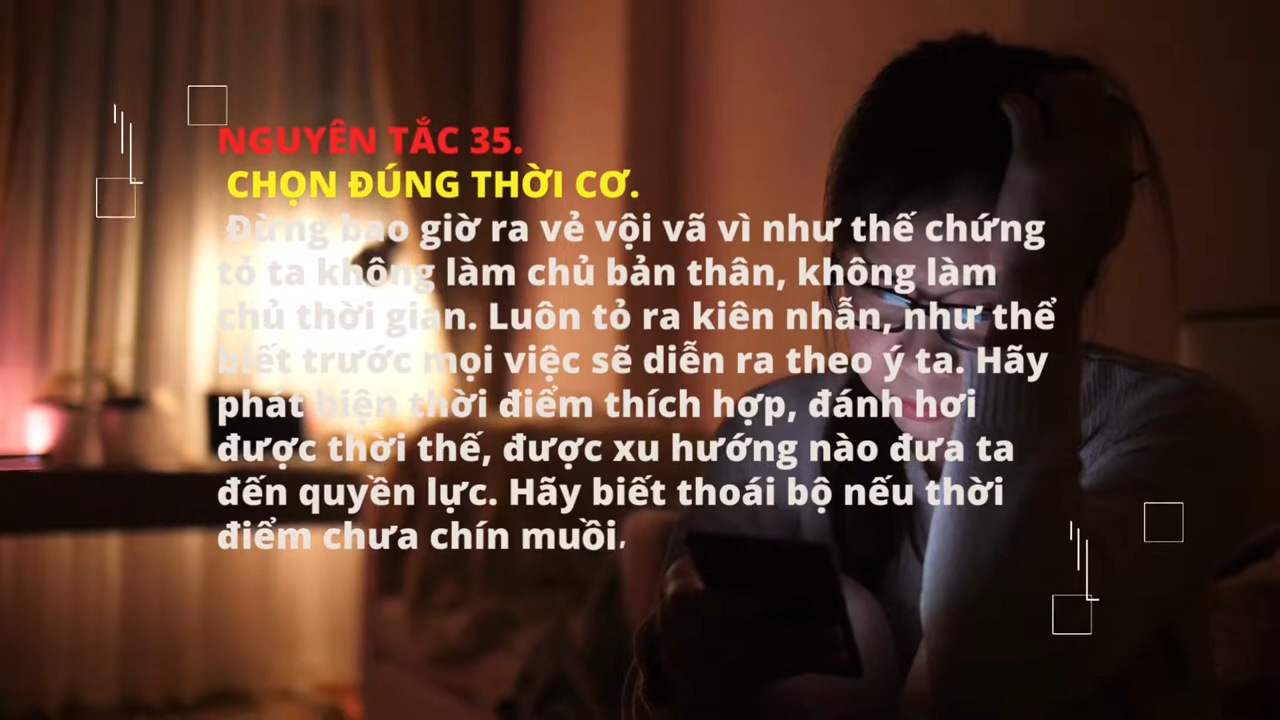 NGUYÊN TẮC 35.
CHỌN ĐÚNG THỜI CƠ.
Đừng bao giờ ra vẻ vội vã vì như thế chứng
tỏ ta không làm chủ bản thân, không làm
chủ thời gian. Luôn tỏ ra kiên nhẫn, như thể
biết trước mọi việc sẽ diễn ra theo ý ta. Hãy
phát hiện thời điểm thích hợp, đánh hơi
được thời thế, được xu hướng nào đưa ta
đến quyền lực. Hãy biết thoái bộ nếu thời
điểm chưa chín muồi,